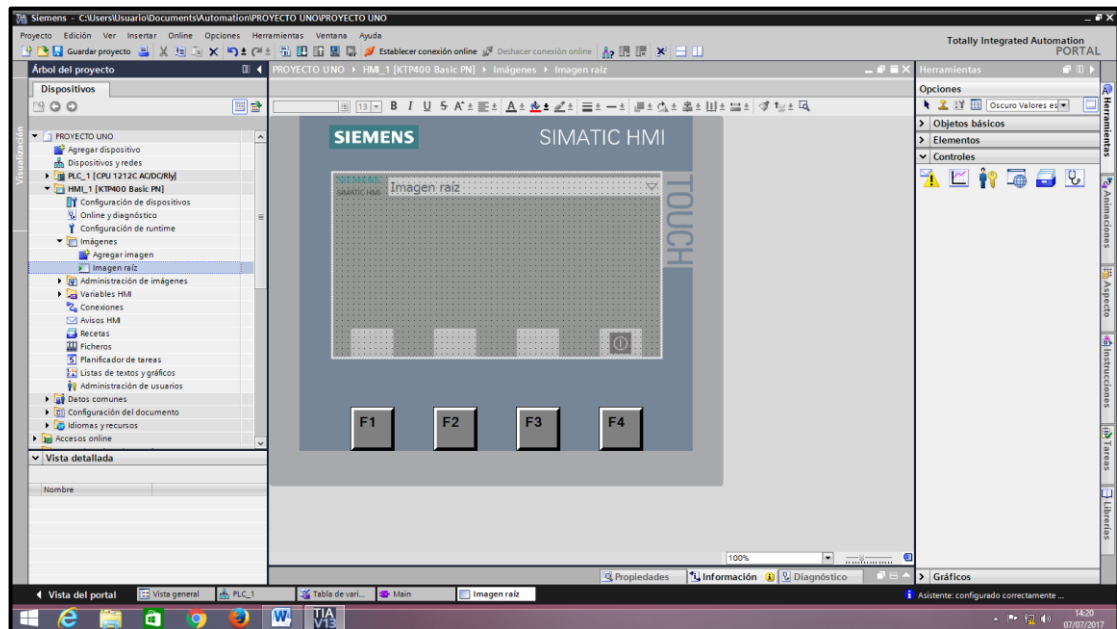 Siemens - C:\Users\Usuario\Documents\Automation\PROYECTO UNO\PROYECTO UNO
Proyecto Edición Ver Insertar Online Opciones Herramientas Ventana Ayuda
Guardar proyecto Establecer conexión online Deshacer conexión online
Totally Integrated Automation
PORTAL
Árbol del proyecto
Dispositivos
Visualización
PROYECTO UNO
Agregar dispositivo
Dispositivos y redes
PLC_1 [CPU 1212C AC/DC/Rly]
HMI_1 [KTP400 Basic PN]
Configuración de dispositivos
Online y diagnóstico
Configuración de runtime
Imágenes
Agregar imagen
Imagen raíz
Administración de imágenes
Variables HMI
Conexiones
Avisos HMI
Recetas
Ficheros
Planificador de tareas
Listas de textos y gráficos
Administración de usuarios
Datos comunes
Configuración del documento
Idiomas y recursos
Accesos online
Vista detallada
Nombre
PROYECTO UNO HMI_1 [KTP400 Basic PN] Imágenes Imagen raíz
13 B I U S A
SIEMENS SIMATIC HMI
SIEMENS
SIMATIC HMI
Imagen raíz
TOUCH
F1 F2 F3 F4
100%
Propiedades Información Diagnóstico
Herramientas
Opciones
Oscuro Valores es
Objetos básicos
Elementos
Controles
Gráficos
Herramientas
Animaciones
Aspecto
Instrucciones
Tareas
Librerías
Vista del portal Vista general PLC_1 Tabla de vari... Main Imagen raíz
Asistente: configurado correctamente ...
TIA
V13
14:20
07/07/2017